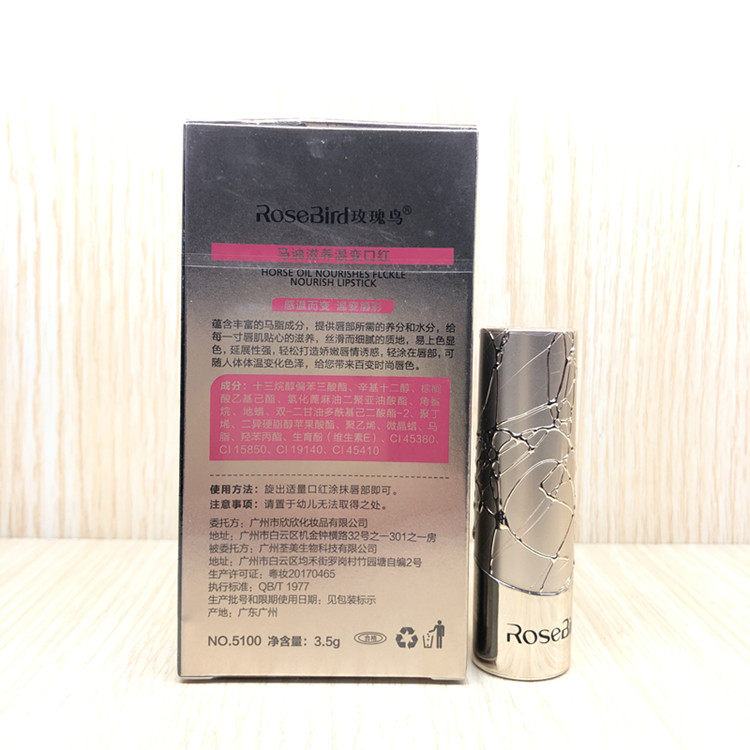 RoseBird玫瑰鸟®
马油滋养温变口红
HORSE OIL NOURISHES FLCKLE
NOURISH LIPSTICK
感温而变 温变唇彩
蕴含丰富的马脂成分，提供唇部所需的养分和水分，给
每一寸唇肌贴心的滋养，丝滑而细腻的质地，易上色显
色，延展性强，轻松打造娇嫩唇情诱惑，轻涂在唇部，可
随人体体温变化色泽，给您带来百变时尚唇色。
成分：十三烷醇偏苯三酸酯、辛基十二醇、棕榈
酸乙基己酯、氢化蓖麻油二聚亚油酸酯、角鲨
烷、地蜡、双-二甘油多酰基己二酸酯-2、聚丁
烯、二异硬脂醇苹果酸酯、聚乙烯、微晶蜡、马
脂、羟苯丙酯、生育酚（维生素E）、CI 45380、
CI 15850、CI 19140、CI 45410
使用方法：旋出适量口红涂抹唇部即可。
注意事项：请置于幼儿无法取得之处。
委托方：广州市欣欣化妆品有限公司
地址：广州市白云区机金钟横路32号之一301之一房
被委托方：广州荃美生物科技有限公司
地址：广州市白云区均禾街罗岗村竹园塘自编2号
生产许可证：粤妆20170465
执行标准：QB/T 1977
生产批号和限期使用日期：见包装标示
产地：广东广州
NO.5100 净含量：3.5g
合格
RoseBird